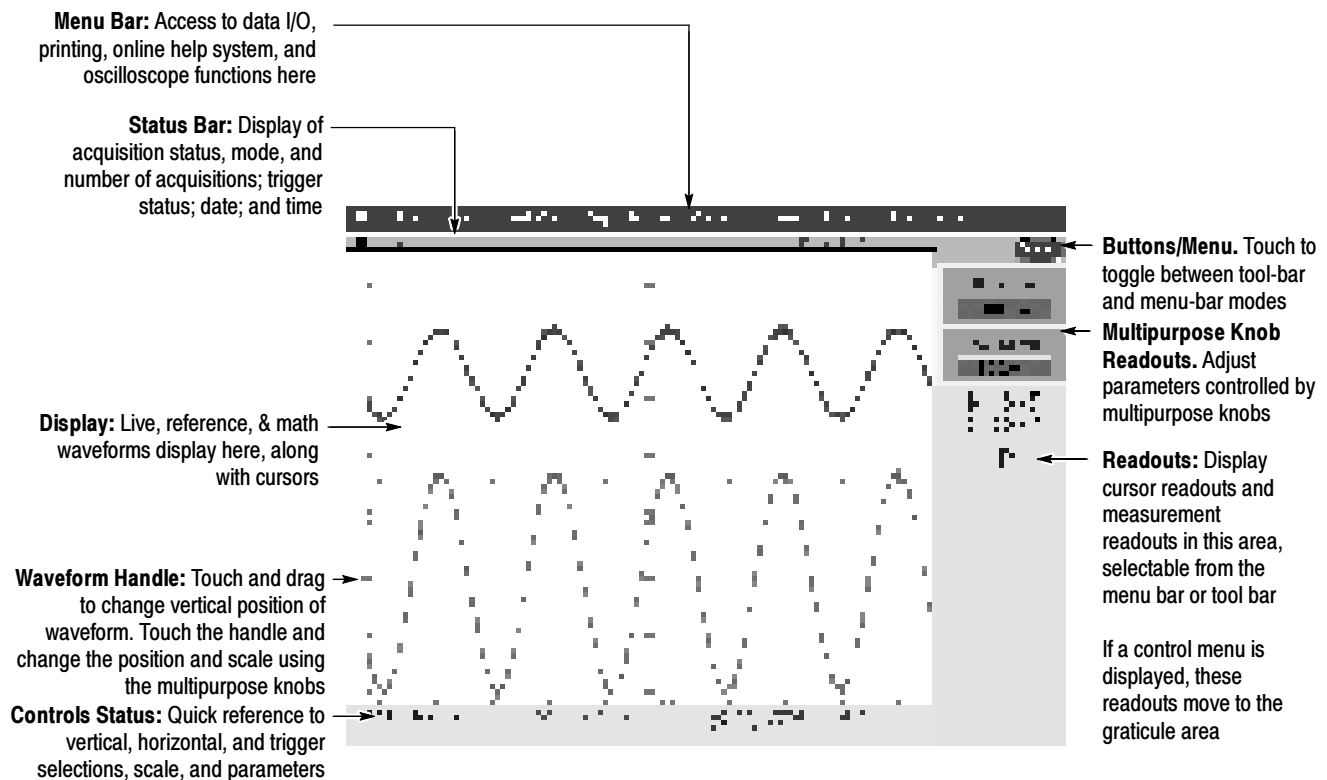 Menu Bar: Access to data I/O,
printing, online help system, and
oscilloscope functions here
Status Bar: Display of
acquisition status, mode, and
number of acquisitions; trigger
status; date; and time
Display: Live, reference, & math
waveforms display here, along
with cursors
Waveform Handle: Touch and drag
to change vertical position of
waveform. Touch the handle and
change the position and scale using
the multipurpose knobs
Controls Status: Quick reference to
vertical, horizontal, and trigger
selections, scale, and parameters
Buttons/Menu. Touch to
toggle between tool-bar
and menu-bar modes
Multipurpose Knob
Readouts. Adjust
parameters controlled by
multipurpose knobs
Readouts: Display
cursor readouts and
measurement
readouts in this area,
selectable from the
menu bar or tool bar
If a control menu is
displayed, these
readouts move to the
graticule area